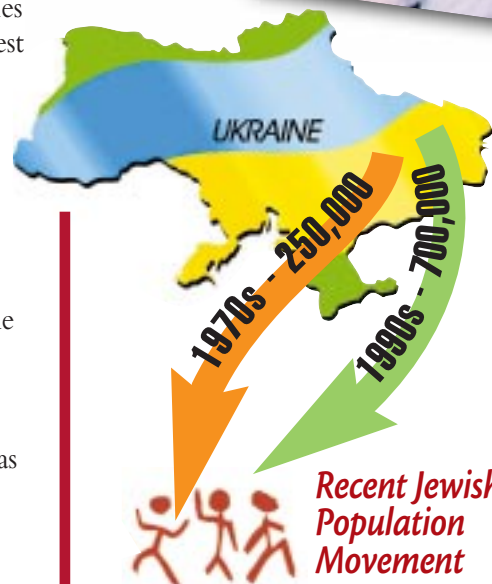 UKRAINE
1970s - 250,000
1990s - 700,000
Recent Jewish
Population
Movement